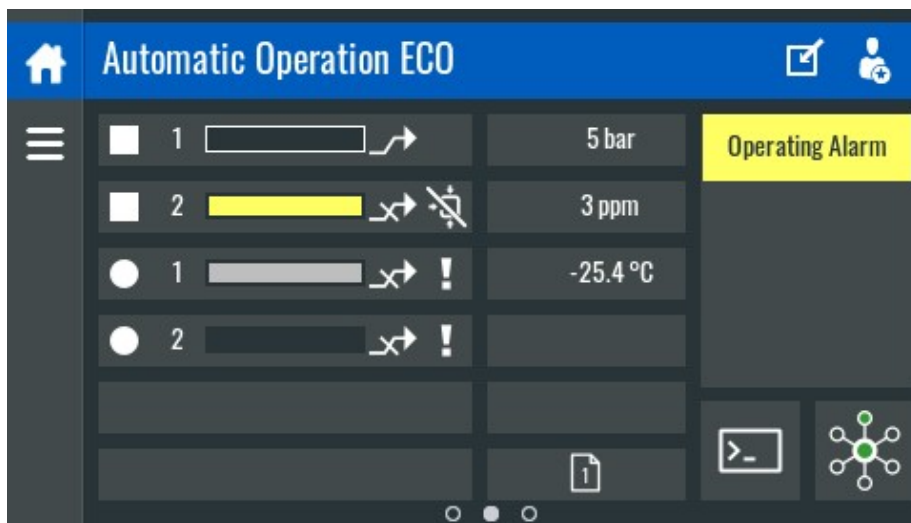 Automatic Operation ECO
1 5 bar Operating Alarm
2 3 ppm
1 ! -25.4 °C
2 !
>_
1